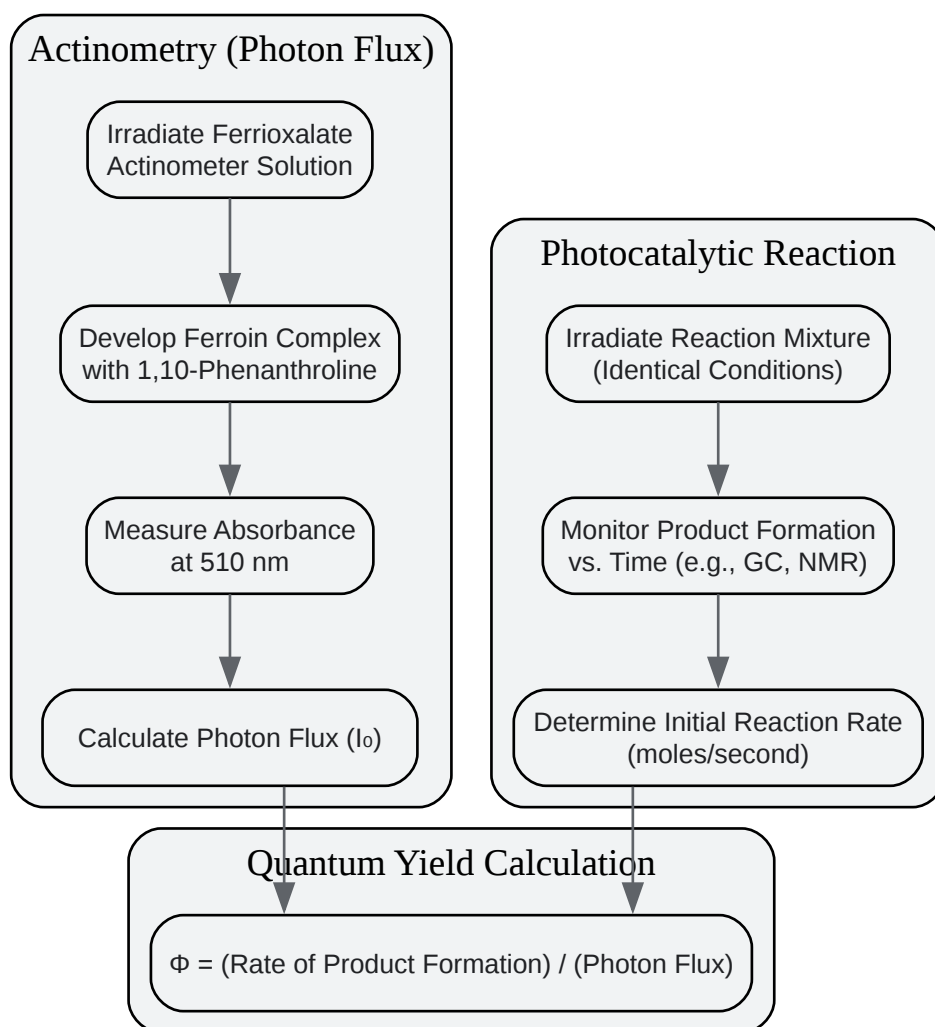 Actinometry (Photon Flux)
Irradiate Ferrioxalate
Actinometer Solution
Develop Ferroin Complex
with 1,10-Phenanthroline
Measure Absorbance
at 510 nm
Calculate Photon Flux (I₀)
Photocatalytic Reaction
Irradiate Reaction Mixture
(Identical Conditions)
Monitor Product Formation
vs. Time (e.g., GC, NMR)
Determine Initial Reaction Rate
(moles/second)
Quantum Yield Calculation
Φ = (Rate of Product Formation) / (Photon Flux)